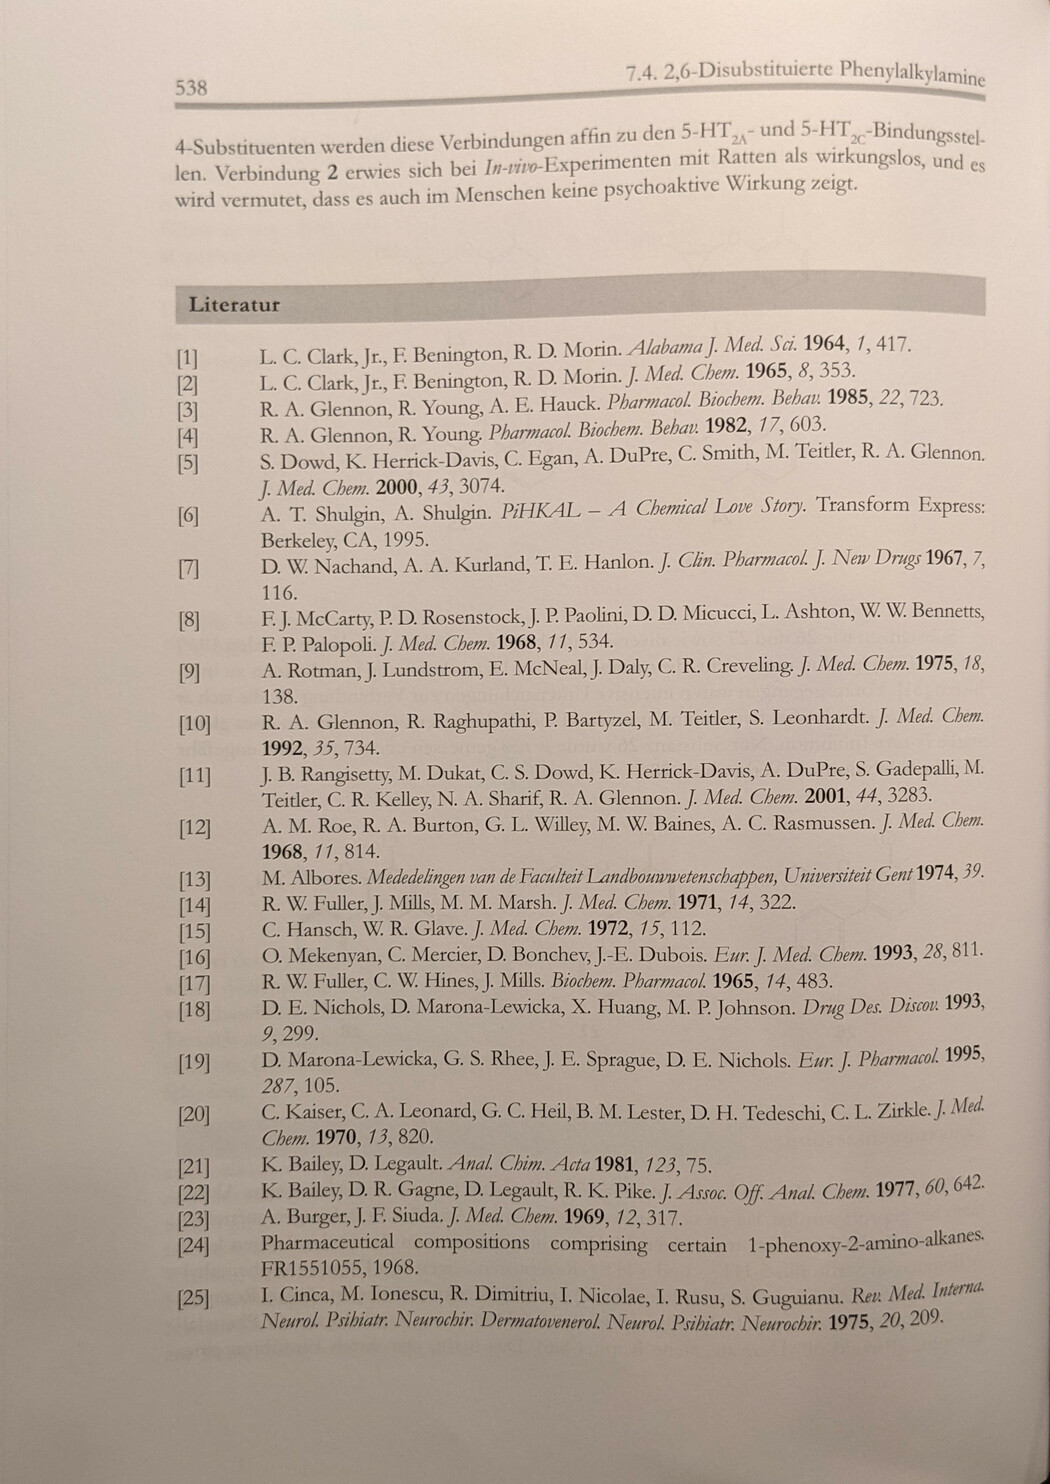 538
7.4. 2,6-Disubstituierte Phenylalkylamine
4-Substituenten werden diese Verbindungen affin zu den 5-HT2A- und 5-HT2C-Bindungsstel-
len. Verbindung 2 erwies sich bei In-vivo-Experimenten mit Ratten als wirkungslos, und es
wird vermutet, dass es auch im Menschen keine psychoaktive Wirkung zeigt.
Literatur
[1] L. C. Clark, Jr., F. Benington, R. D. Morin. Alabama J. Med. Sci. 1964, 1, 417.
[2] L. C. Clark, Jr., F. Benington, R. D. Morin. J. Med. Chem. 1965, 8, 353.
[3] R. A. Glennon, R. Young, A. E. Hauck. Pharmacol. Biochem. Behav. 1985, 22, 723.
[4] R. A. Glennon, R. Young. Pharmacol. Biochem. Behav. 1982, 17, 603.
[5] S. Dowd, K. Herrick-Davis, C. Egan, A. DuPre, C. Smith, M. Teitler, R. A. Glennon.
J. Med. Chem. 2000, 43, 3074.
[6] A. T. Shulgin, A. Shulgin. PiHKAL – A Chemical Love Story. Transform Express:
Berkeley, CA, 1995.
[7] D. W. Nachand, A. A. Kurland, T. E. Hanlon. J. Clin. Pharmacol. J. New Drugs 1967, 7,
116.
[8] F. J. McCarty, P. D. Rosenstock, J. P. Paolini, D. D. Micucci, L. Ashton, W. W. Bennetts,
F. P. Palopoli. J. Med. Chem. 1968, 11, 534.
[9] A. Rotman, J. Lundstrom, E. McNeal, J. Daly, C. R. Creveling. J. Med. Chem. 1975, 18,
138.
[10] R. A. Glennon, R. Raghupathi, P. Bartyzel, M. Teitler, S. Leonhardt. J. Med. Chem.
1992, 35, 734.
[11] J. B. Rangisetty, M. Dukat, C. S. Dowd, K. Herrick-Davis, A. DuPre, S. Gadepalli, M.
Teitler, C. R. Kelley, N. A. Sharif, R. A. Glennon. J. Med. Chem. 2001, 44, 3283.
[12] A. M. Roe, R. A. Burton, G. L. Willey, M. W. Baines, A. C. Rasmussen. J. Med. Chem.
1968, 11, 814.
[13] M. Albores. Mededelingen van de Faculteit Landbouwwetenschappen, Universiteit Gent 1974, 39.
[14] R. W. Fuller, J. Mills, M. M. Marsh. J. Med. Chem. 1971, 14, 322.
[15] C. Hansch, W. R. Glave. J. Med. Chem. 1972, 15, 112.
[16] O. Mekenyan, C. Mercier, D. Bonchev, J.-E. Dubois. Eur. J. Med. Chem. 1993, 28, 811.
[17] R. W. Fuller, C. W. Hines, J. Mills. Biochem. Pharmacol. 1965, 14, 483.
[18] D. E. Nichols, D. Marona-Lewicka, X. Huang, M. P. Johnson. Drug Des. Discov. 1993,
9, 299.
[19] D. Marona-Lewicka, G. S. Rhee, J. E. Sprague, D. E. Nichols. Eur. J. Pharmacol. 1995,
287, 105.
[20] C. Kaiser, C. A. Leonard, G. C. Heil, B. M. Lester, D. H. Tedeschi, C. L. Zirkle. J. Med.
Chem. 1970, 13, 820.
[21] K. Bailey, D. Legault. Anal. Chim. Acta 1981, 123, 75.
[22] K. Bailey, D. R. Gagne, D. Legault, R. K. Pike. J. Assoc. Off. Anal. Chem. 1977, 60, 642.
[23] A. Burger, J. F. Siuda. J. Med. Chem. 1969, 12, 317.
[24] Pharmaceutical compositions comprising certain 1-phenoxy-2-amino-alkanes.
FR1551055, 1968.
[25] I. Cinca, M. Ionescu, R. Dimitriu, I. Nicolae, I. Rusu, S. Guguianu. Rev. Med. Interna.
Neurol. Psihiatr. Neurochir. Dermatovenerol. Neurol. Psihiatr. Neurochir. 1975, 20, 209.